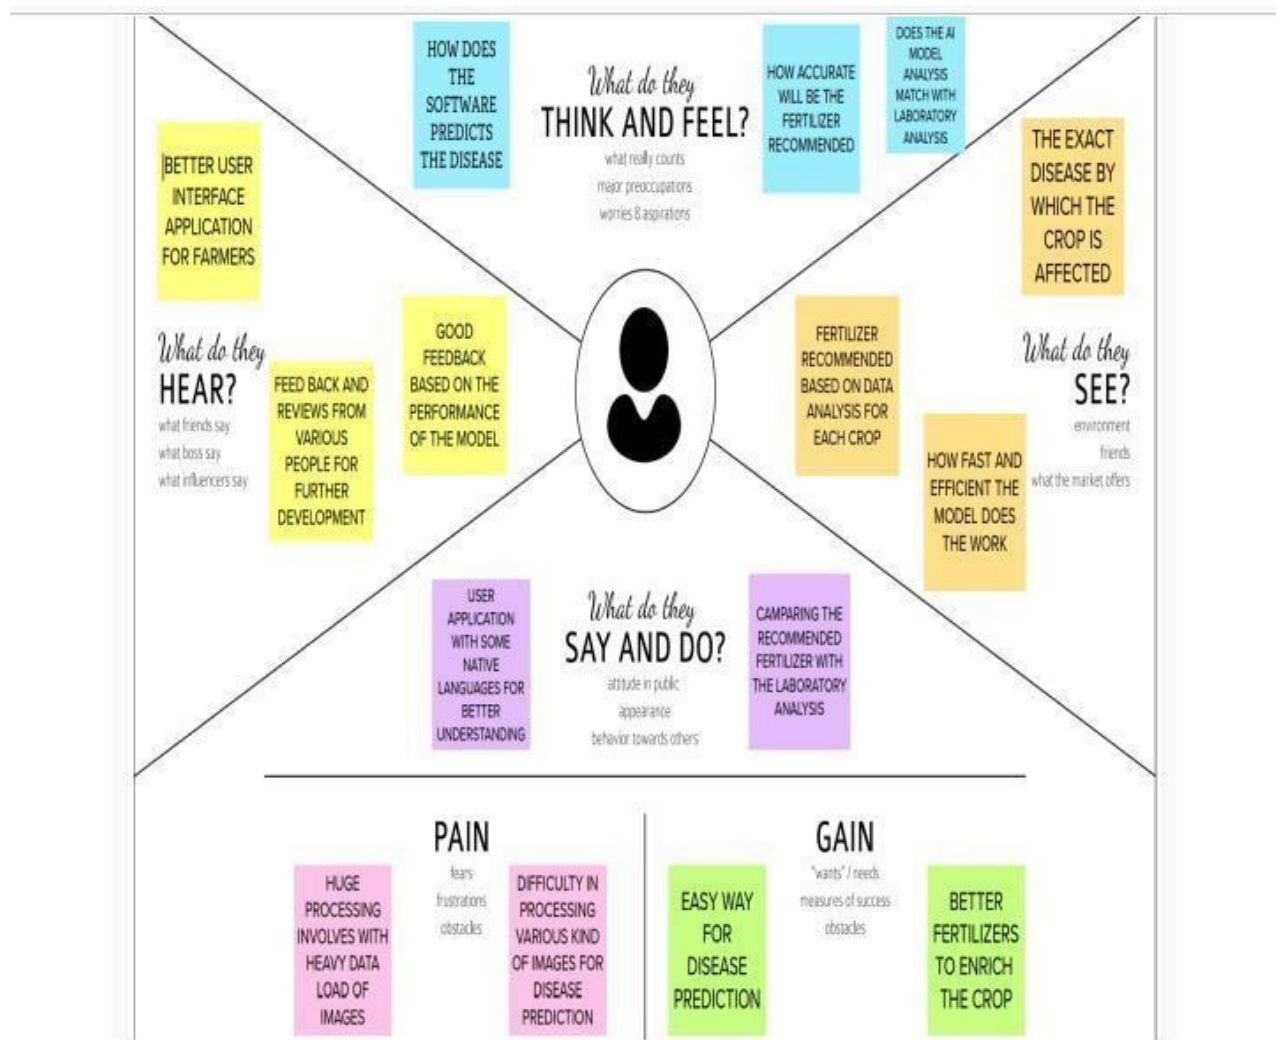 HOW DOES
THE
SOFTWARE
PREDICTS
THE DISEASE
What do they
THINK AND FEEL?
what really counts
major preoccupations
worries & aspirations
HOW ACCURATE
WILL BE THE
FERTILIZER
RECOMMENDED
DOES THE AI
MODEL
ANALYSIS
MATCH WITH
LABORATORY
ANALYSIS
BETTER USER
INTERFACE
APPLICATION
FOR FARMERS
What do they
HEAR?
what friends say
what boss say
what influencers say
FEED BACK AND
REVIEWS FROM
VARIOUS
PEOPLE FOR
FURTHER
DEVELOPMENT
GOOD
FEEDBACK
BASED ON THE
PERFORMANCE
OF THE MODEL
FERTILIZER
RECOMMENDED
BASED ON DATA
ANALYSIS FOR
EACH CROP
THE EXACT
DISEASE BY
WHICH THE
CROP IS
AFFECTED
What do they
SEE?
environment
friends
what the market offers
HOW FAST AND
EFFICIENT THE
MODEL DOES
THE WORK
USER
APPLICATION
WITH SOME
NATIVE
LANGUAGES FOR
BETTER
UNDERSTANDING
What do they
SAY AND DO?
attitude in public
appearance
behavior towards others
CAMPARING THE
RECOMMENDED
FERTILIZER WITH
THE LABORATORY
ANALYSIS
PAIN
fears
frustrations
obstacles
HUGE
PROCESSING
INVOLVES WITH
HEAVY DATA
LOAD OF
IMAGES
DIFFICULTY IN
PROCESSING
VARIOUS KIND
OF IMAGES FOR
DISEASE
PREDICTION
GAIN
"wants" / needs
measures of success
obstacles
EASY WAY
FOR
DISEASE
PREDICTION
BETTER
FERTILIZERS
TO ENRICH
THE CROP